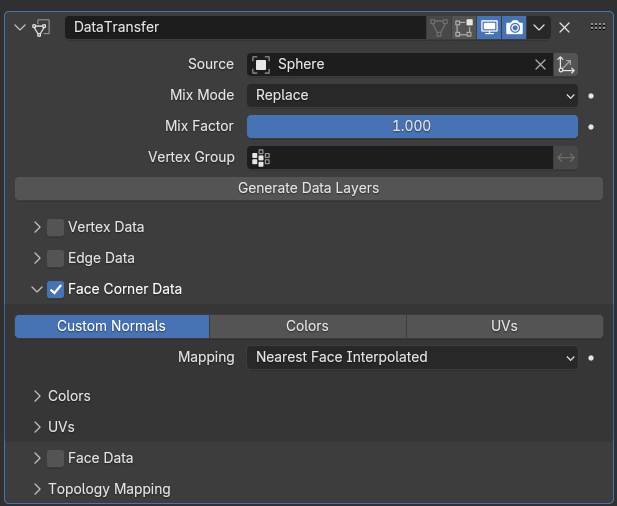 DataTransfer
Source Sphere
Mix Mode Replace
Mix Factor 1.000
Vertex Group
Generate Data Layers
Vertex Data
Edge Data
Face Corner Data
Custom Normals Colors UVs
Mapping Nearest Face Interpolated
Colors
UVs
Face Data
Topology Mapping